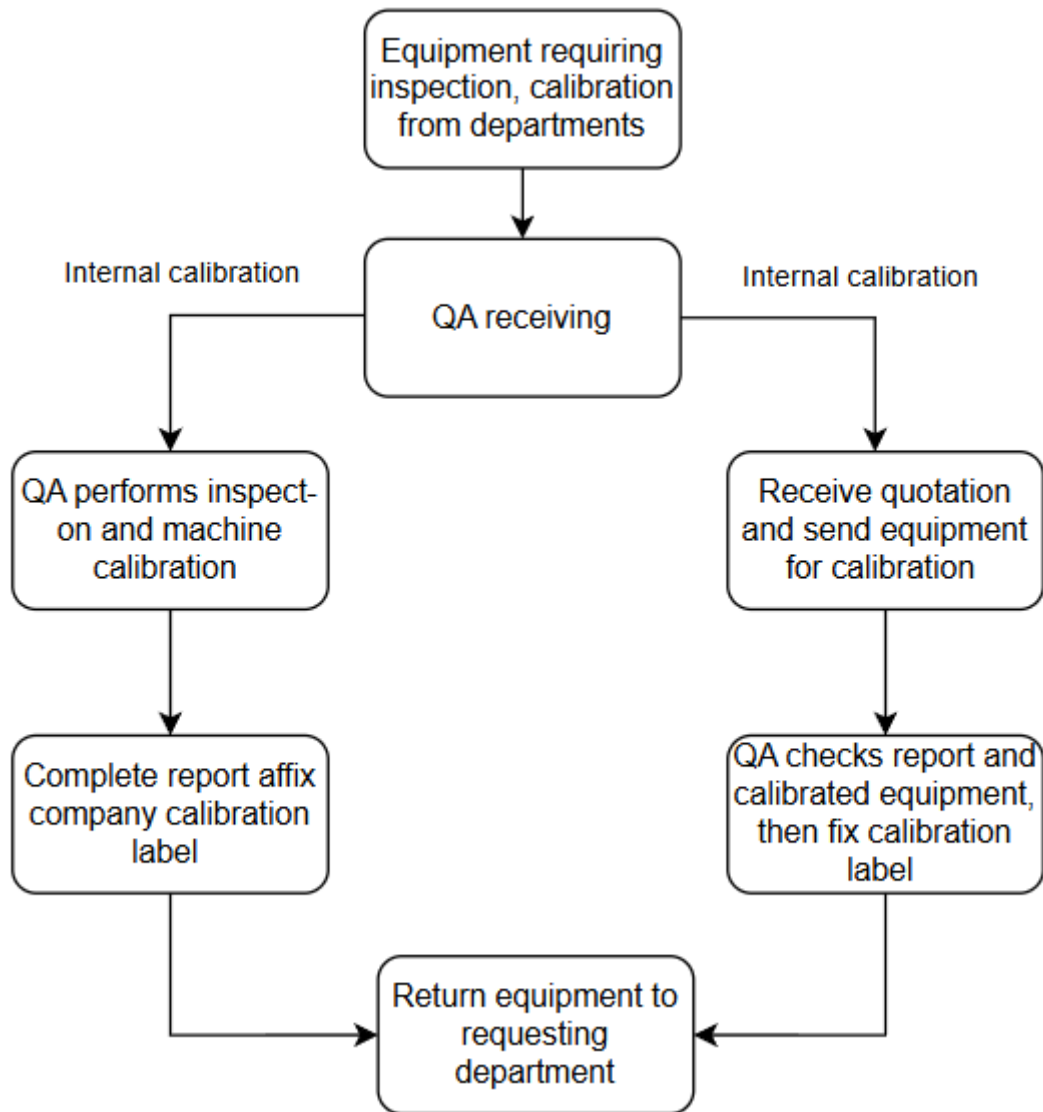 Equipment requiring
inspection, calibration
from departments
Internal calibration
Internal calibration
QA receiving
QA performs inspect-
on and machine
calibration
Receive quotation
and send equipment
for calibration
Complete report affix
company calibration
label
QA checks report and
calibrated equipment,
then fix calibration
label
Return equipment to
requesting
department